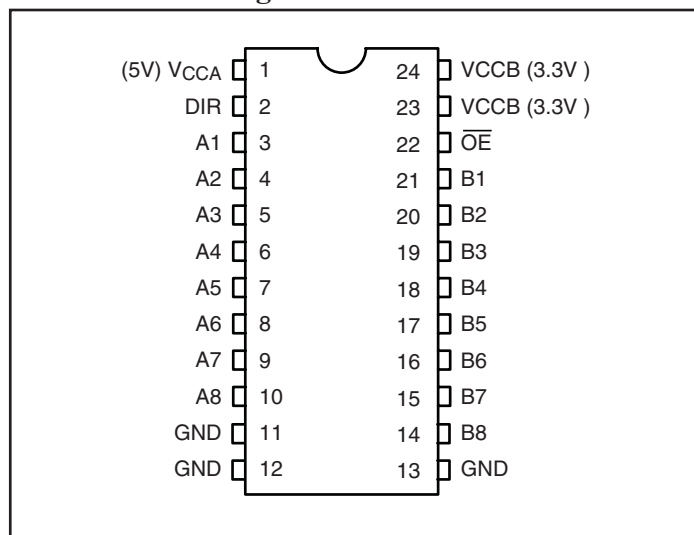 (5V) VCCA 1 24 VCCB (3.3V )
DIR 2 23 VCCB (3.3V )
A1 3 22 O̅E̅
A2 4 21 B1
A3 5 20 B2
A4 6 19 B3
A5 7 18 B4
A6 8 17 B5
A7 9 16 B6
A8 10 15 B7
GND 11 14 B8
GND 12 13 GND